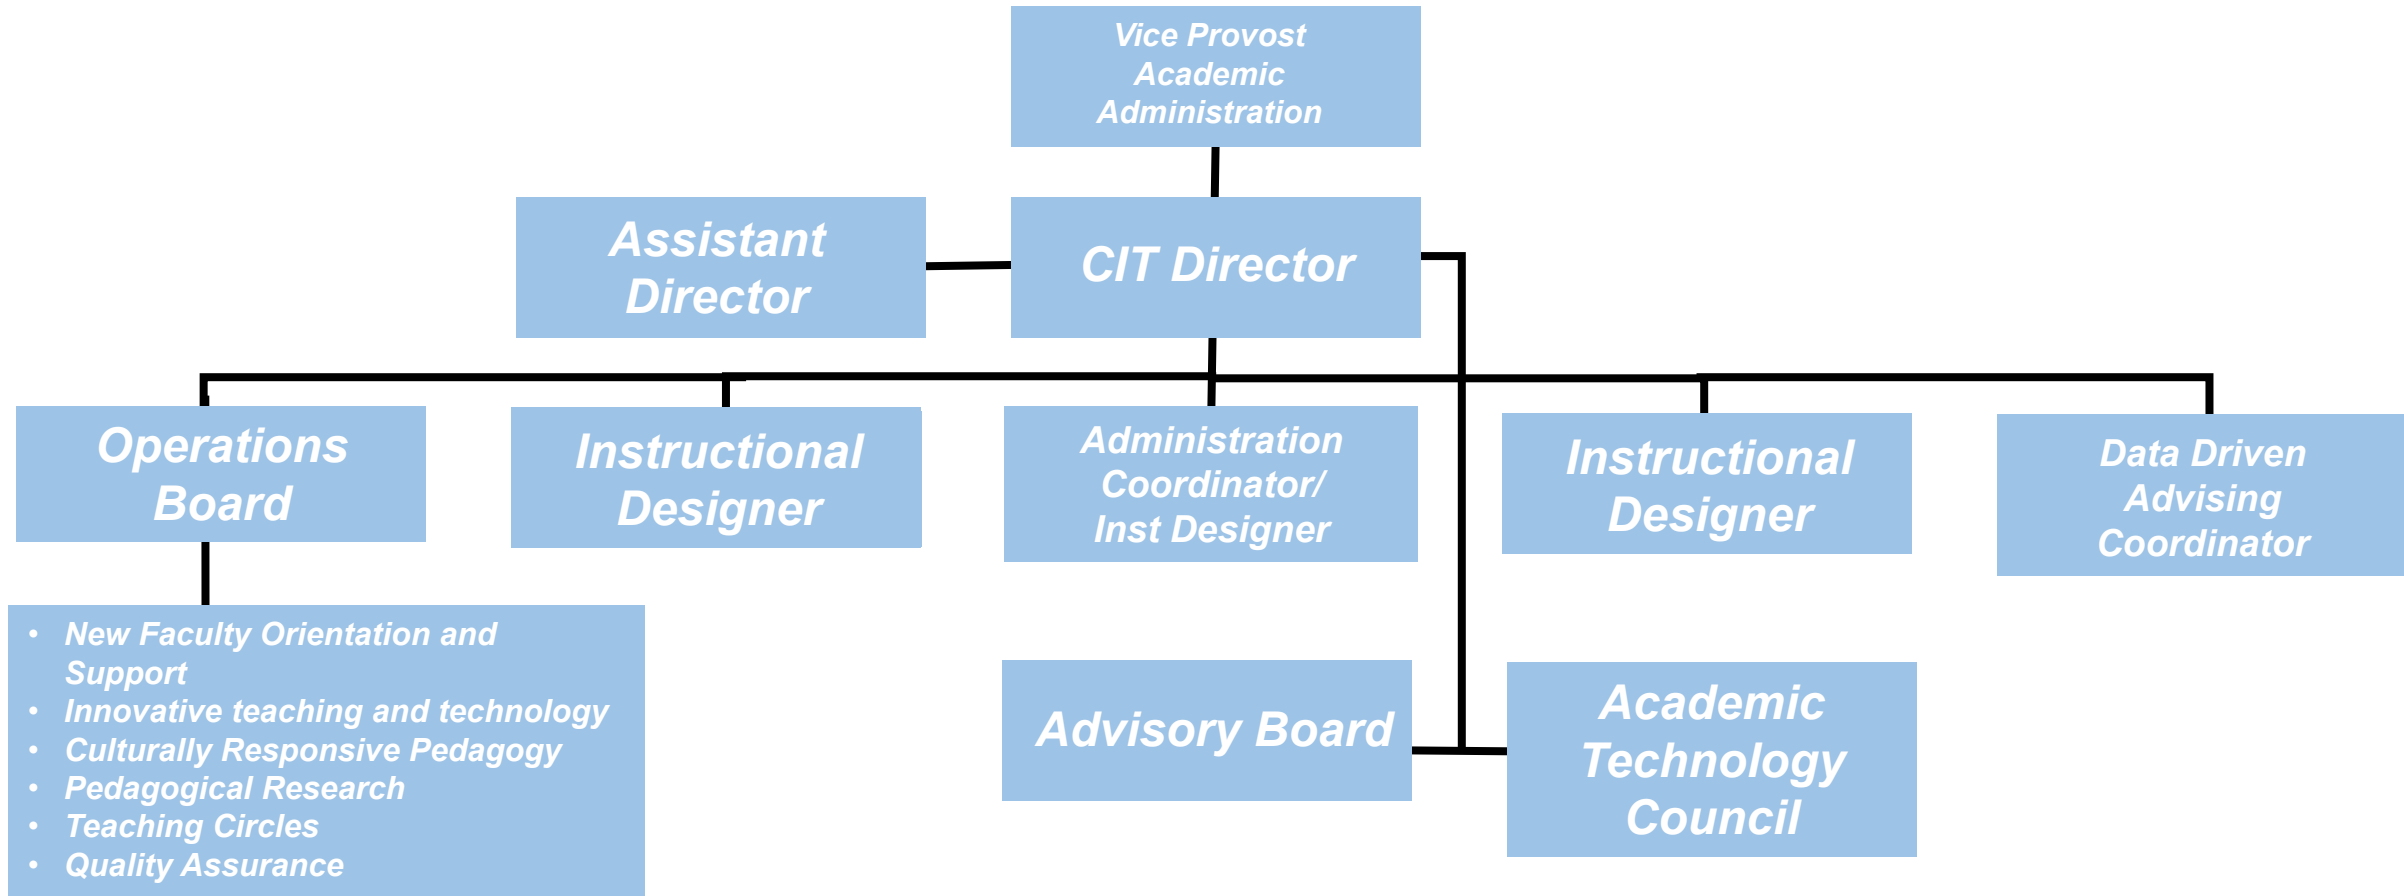 Vice Provost
Academic
Administration
Assistant
Director
CIT Director
Operations
Board
Instructional
Designer
Administration
Coordinator/
Inst Designer
Instructional
Designer
Data Driven
Advising
Coordinator
• New Faculty Orientation and
Support
• Innovative teaching and technology
• Culturally Responsive Pedagogy
• Pedagogical Research
• Teaching Circles
• Quality Assurance
Advisory Board
Academic
Technology
Council